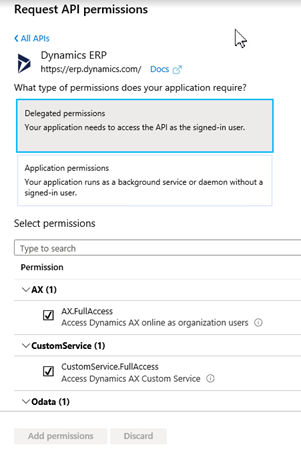 Request API permissions
All APIs
Dynamics ERP
https://erp.dynamics.com/ Docs
What type of permissions does your application require?
Delegated permissions
Your application needs to access the API as the signed-in user.
Application permissions
Your application runs as a background service or daemon without a
signed-in user.
Select permissions
Type to search
Permission
AX (1)
AX.FullAccess
Access Dynamics AX online as organization users
CustomService (1)
CustomService.FullAccess
Access Dynamics AX Custom Service
Odata (1)
Add permissions Discard